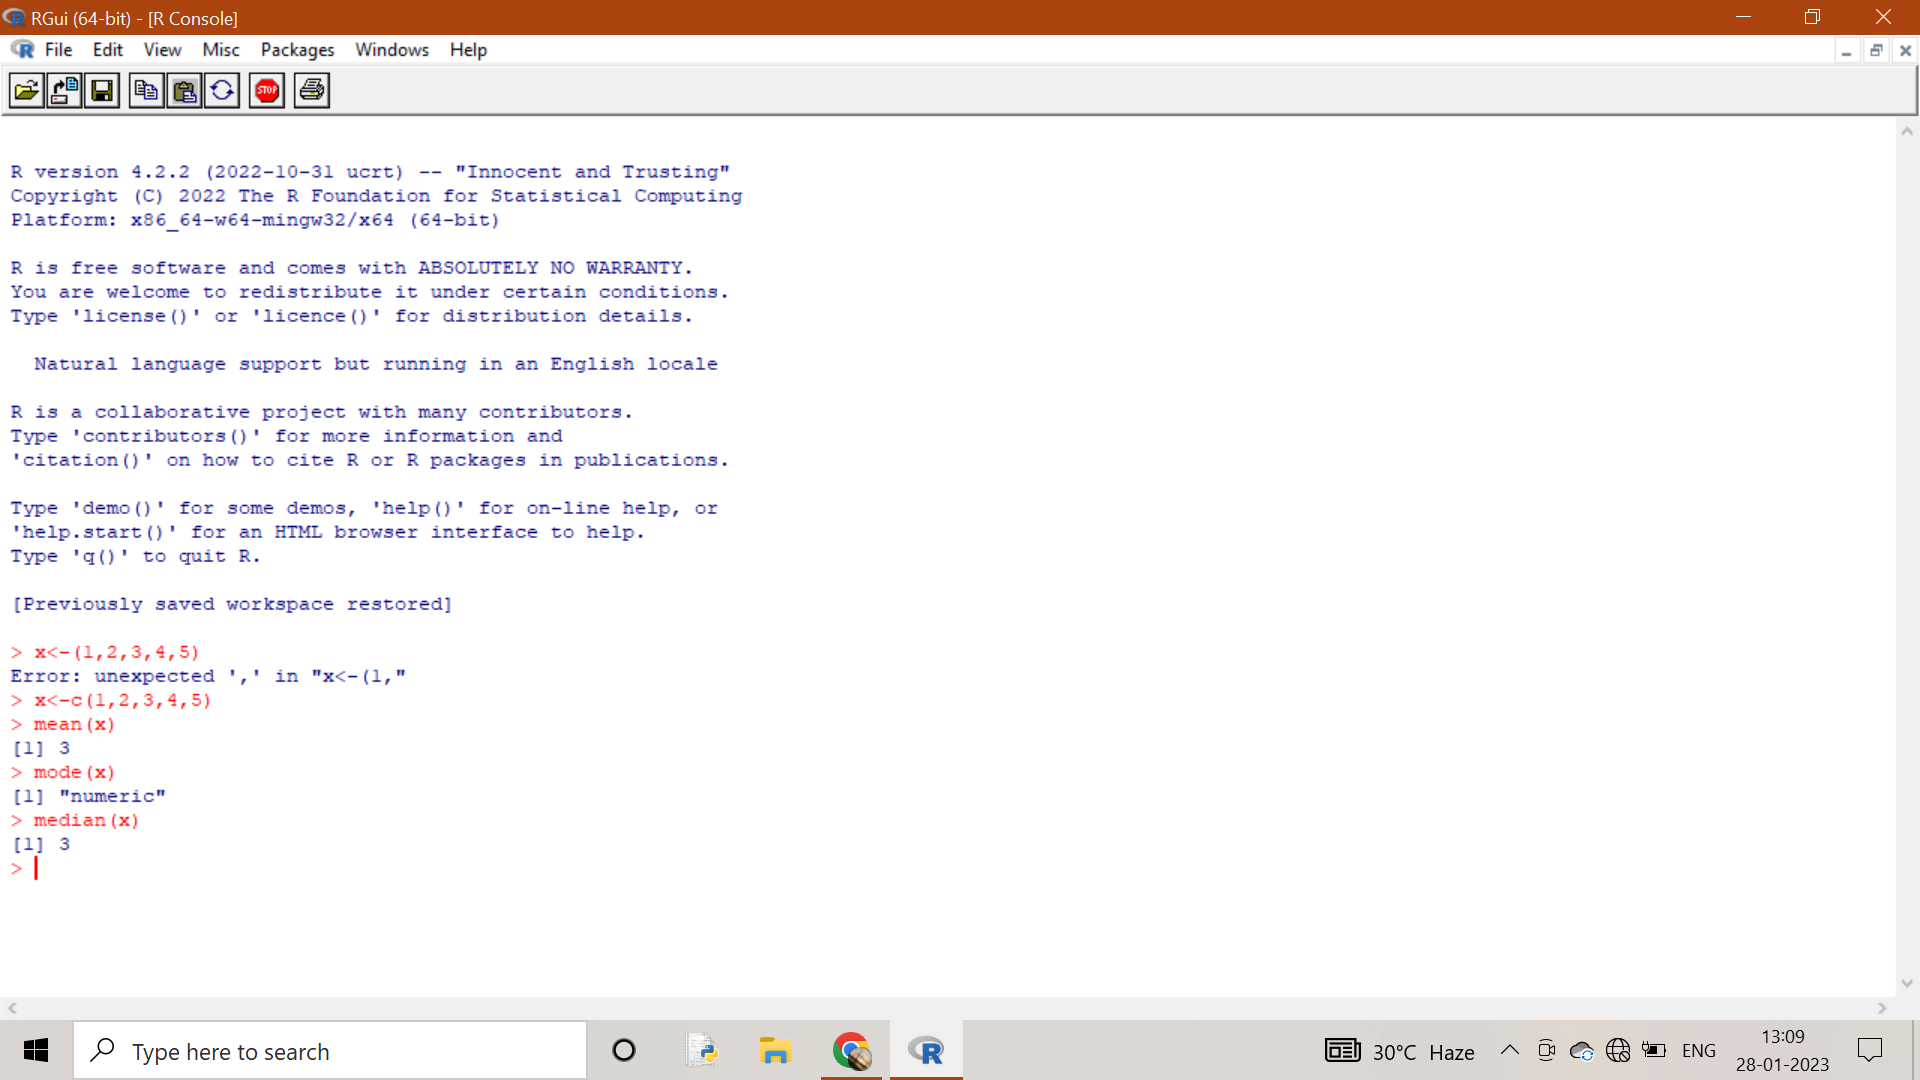 RGui (64-bit) - [R Console]
File Edit View Misc Packages Windows Help
STOP
R version 4.2.2 (2022-10-31 ucrt) -- "Innocent and Trusting"
Copyright (C) 2022 The R Foundation for Statistical Computing
Platform: x86_64-w64-mingw32/x64 (64-bit)
R is free software and comes with ABSOLUTELY NO WARRANTY.
You are welcome to redistribute it under certain conditions.
Type 'license()' or 'licence()' for distribution details.
Natural language support but running in an English locale
R is a collaborative project with many contributors.
Type 'contributors()' for more information and
'citation()' on how to cite R or R packages in publications.
Type 'demo()' for some demos, 'help()' for on-line help, or
'help.start()' for an HTML browser interface to help.
Type 'q()' to quit R.
[Previously saved workspace restored]
> x<-(1,2,3,4,5)
Error: unexpected ',' in "x<-(1,"
> x<-c(1,2,3,4,5)
> mean(x)
[1] 3
> mode(x)
[1] "numeric"
> median(x)
[1] 3
>
Type here to search
30°C Haze
ENG
13:09
28-01-2023